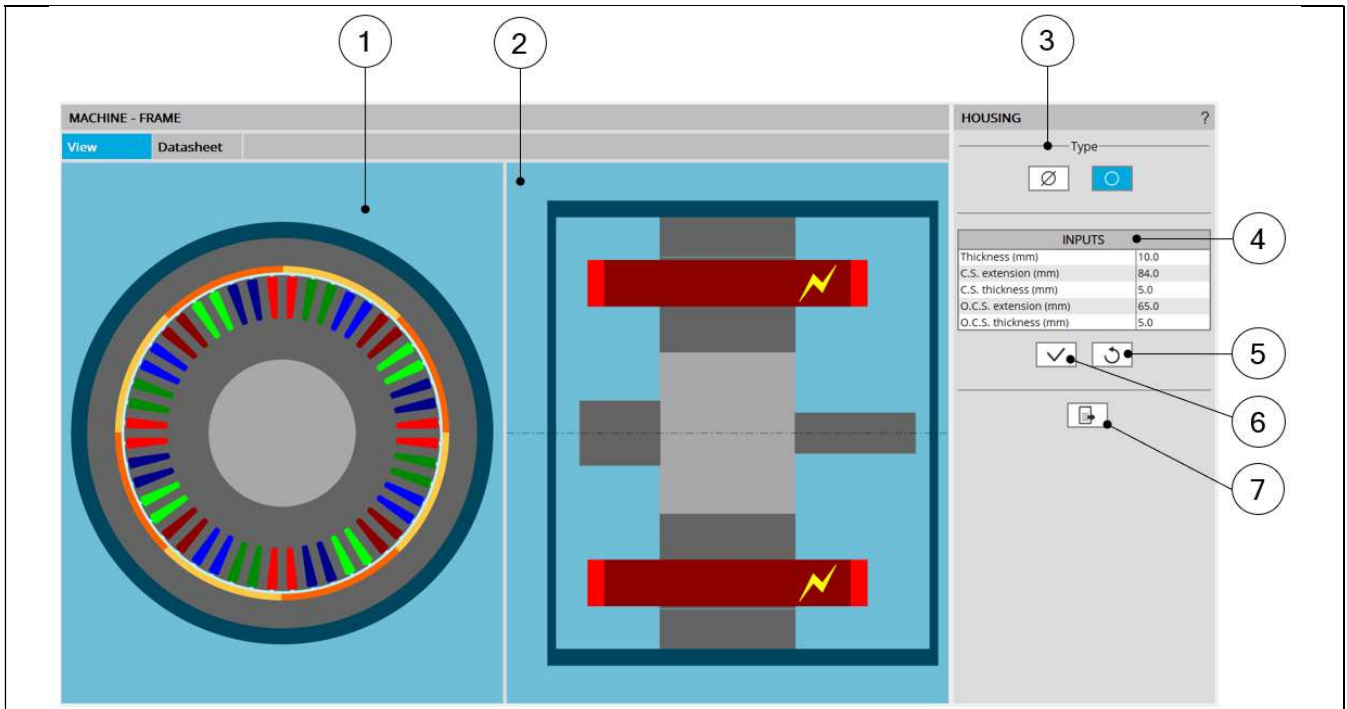 1
2
3
MACHINE - FRAME
HOUSING ?
View Datasheet
Type
INPUTS
4
Thickness (mm) 10.0
C.S. extension (mm) 84.0
C.S. thickness (mm) 5.0
O.C.S. extension (mm) 65.0
O.C.S. thickness (mm) 5.0
5
6
7